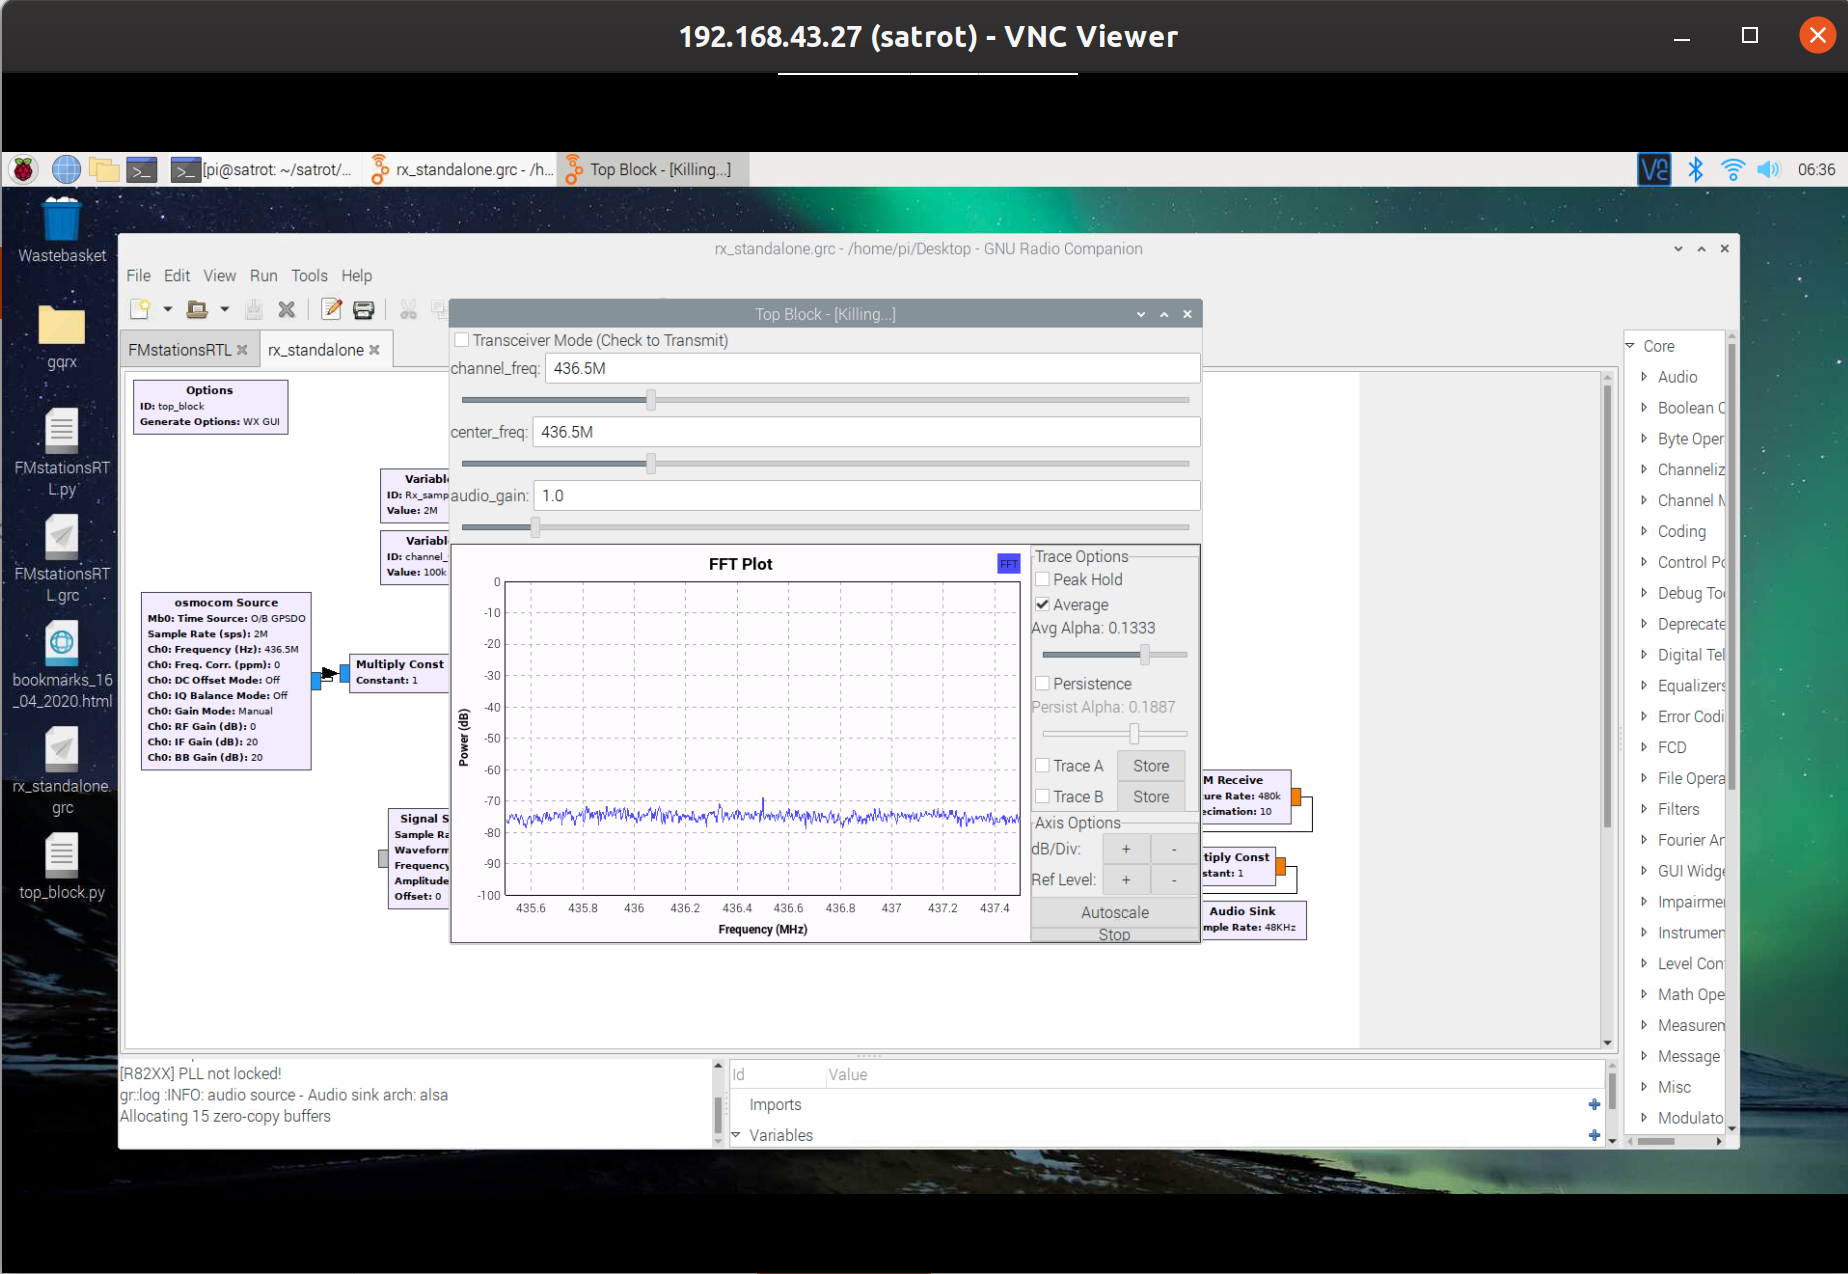 192.168.43.27 (satrot) - VNC Viewer
[pi@satrot: ~/satrot/...
rx_standalone.grc - /h...
Top Block - [Killing...]
06:36
Wastebasket
gqrx
FMstationsRT
L.py
FMstationsRT
L.grc
bookmarks_16
_04_2020.html
rx_standalone.
grc
top_block.py
rx_standalone.grc - /home/pi/Desktop - GNU Radio Companion
File Edit View Run Tools Help
FMstationsRTL
rx_standalone
Options
ID: top_block
Generate Options: WX GUI
Variabl
ID: Rx_samp
Value: 2M
Variabl
ID: channel_
Value: 100k
osmocom Source
Mb0: Time Source: O/B GPSDO
Sample Rate (sps): 2M
Ch0: Frequency (Hz): 436.5M
Ch0: Freq. Corr. (ppm): 0
Ch0: DC Offset Mode: Off
Ch0: IQ Balance Mode: Off
Ch0: Gain Mode: Manual
Ch0: RF Gain (dB): 0
Ch0: IF Gain (dB): 20
Ch0: BB Gain (dB): 20
Multiply Const
Constant: 1
Signal S
Sample Ra
Waveform
Frequency
Amplitude
Offset: 0
Top Block - [Killing...]
Transceiver Mode (Check to Transmit)
channel_freq: 436.5M
center_freq: 436.5M
audio_gain: 1.0
FFT Plot
FFT
Power (dB)
0
-10
-20
-30
-40
-50
-60
-70
-80
-90
-100
435.6 435.8 436 436.2 436.4 436.6 436.8 437 437.2 437.4
Frequency (MHz)
Trace Options
Peak Hold
Average
Avg Alpha: 0.1333
Persistence
Persist Alpha: 0.1887
Trace A Store
Trace B Store
Axis Options
dB/Div: + -
Ref Level: + -
Autoscale
Stop
M Receive
ure Rate: 480k
ecimation: 10
tiply Const
stant: 1
Audio Sink
mple Rate: 48KHz
Core
Audio
Boolean O
Byte Oper
Channeliz
Channel M
Coding
Control Po
Debug Too
Deprecate
Digital Tel
Equalizers
Error Codi
FCD
File Opera
Filters
Fourier An
GUI Widge
Impairmen
Instrumen
Level Con
Math Ope
Measurem
Message
Misc
Modulato
[R82XX] PLL not locked!
gr::log :INFO: audio source - Audio sink arch: alsa
Allocating 15 zero-copy buffers
Id Value
Imports
Variables